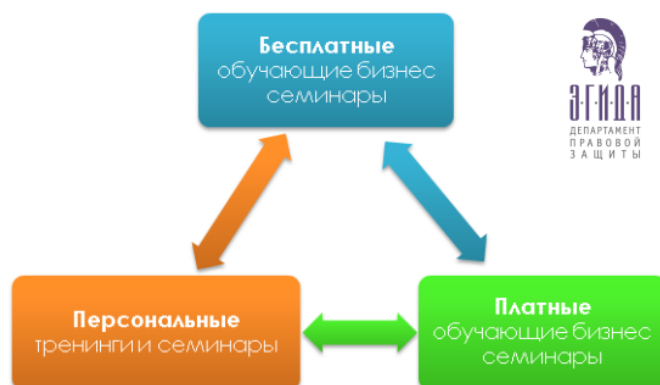 Бесплатные
обучающие бизнес
семинары
ЭГИДА
ДЕПАРТАМЕНТ
ПРАВОВОЙ
ЗАЩИТЫ
Персональные
тренинги и семинары
Платные
обучающие бизнес
семинары